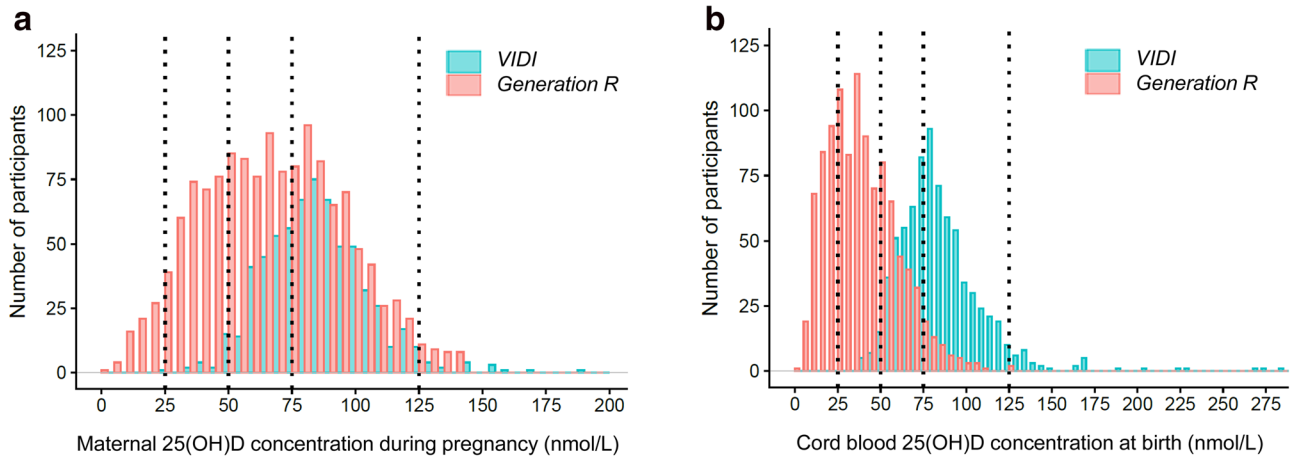 a
125
100
75
50
25
0
Number of participants
VIDI
Generation R
0 25 50 75 100 125 150 175 200
Maternal 25(OH)D concentration during pregnancy (nmol/L)
b
125
100
75
50
25
0
Number of participants
VIDI
Generation R
0 25 50 75 100 125 150 175 200 225 250 275
Cord blood 25(OH)D concentration at birth (nmol/L)